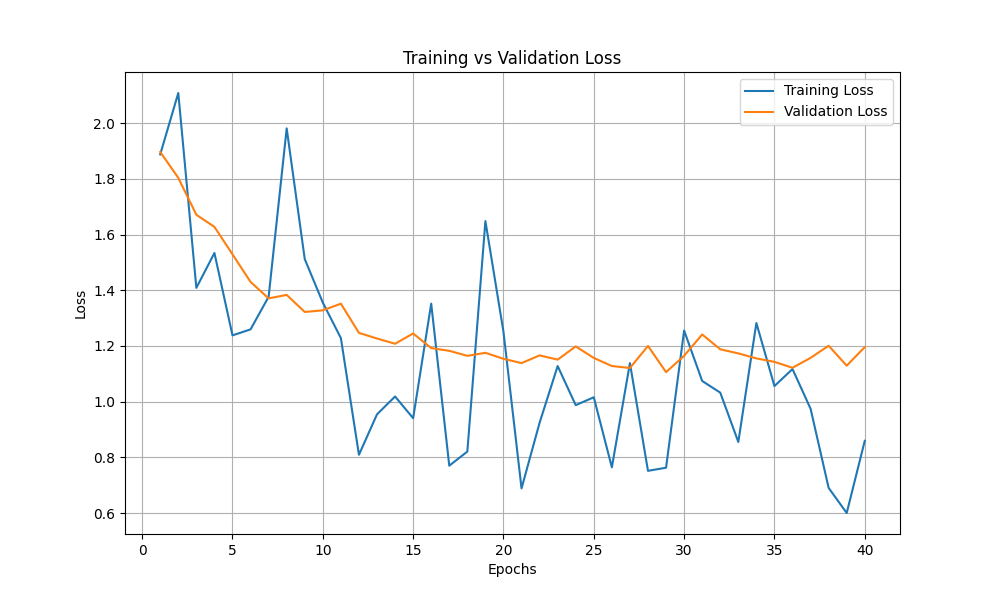 Training vs Validation Loss
Training Loss
Validation Loss
Loss
2.0
1.8
1.6
1.4
1.2
1.0
0.8
0.6
0 5 10 15 20 25 30 35 40
Epochs